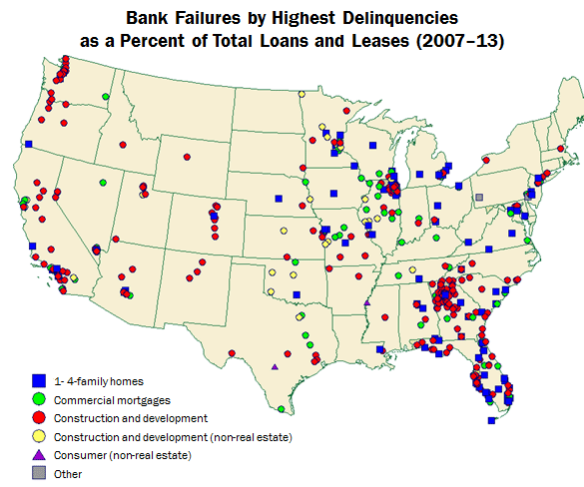 Bank Failures by Highest Delinquencies
as a Percent of Total Loans and Leases (2007–13)
1- 4-family homes
Commercial mortgages
Construction and development
Construction and development (non-real estate)
Consumer (non-real estate)
Other